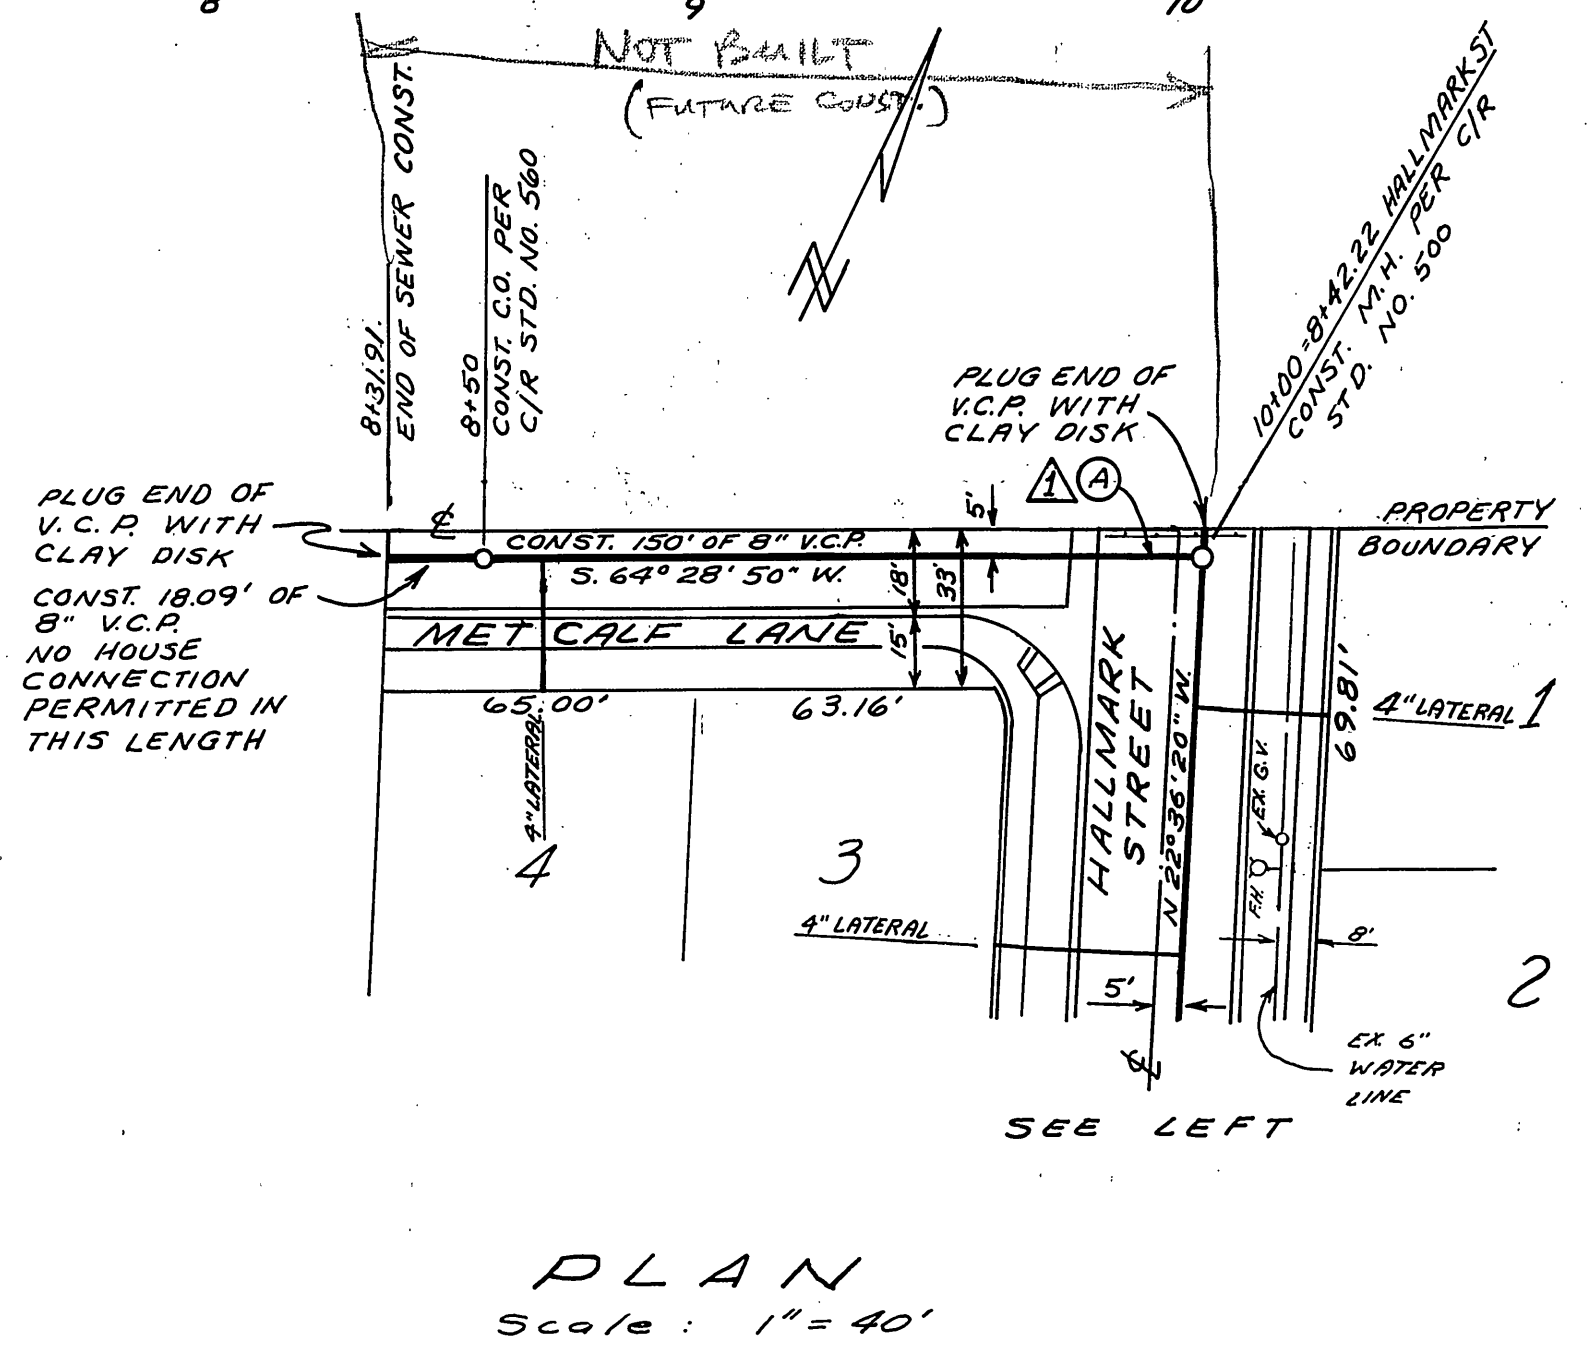 8
9
10
NOT BUILT
(FUTURE CONST.)
8+31.91.
END OF SEWER CONST.
8+50
CONST. C.O. PER
C/R STD. NO. 560
N
10+00=8+42.22 HALLMARK ST
CONST. M.H. PER C/R
STD. NO. 500
PLUG END OF
V.C.P. WITH
CLAY DISK
1
A
5'
PROPERTY
BOUNDARY
PLUG END OF
V.C.P. WITH
CLAY DISK
℄
CONST. 150' OF 8" V.C.P.
S. 64° 28' 50" W.
18'
33'
CONST. 18.09' OF
8" V.C.P.
NO HOUSE
CONNECTION
PERMITTED IN
THIS LENGTH
METCALF LANE
15'
65.00'
63.16'
4" LATERAL
4
3
HALLMARK
STREET
N 22° 36' 20" W.
69.81'
4" LATERAL
1
EX. G.V.
F.H.
4" LATERAL
8'
2
5'
℄
EX. 6"
WATER
LINE
SEE LEFT
PLAN
Scale: 1" = 40'